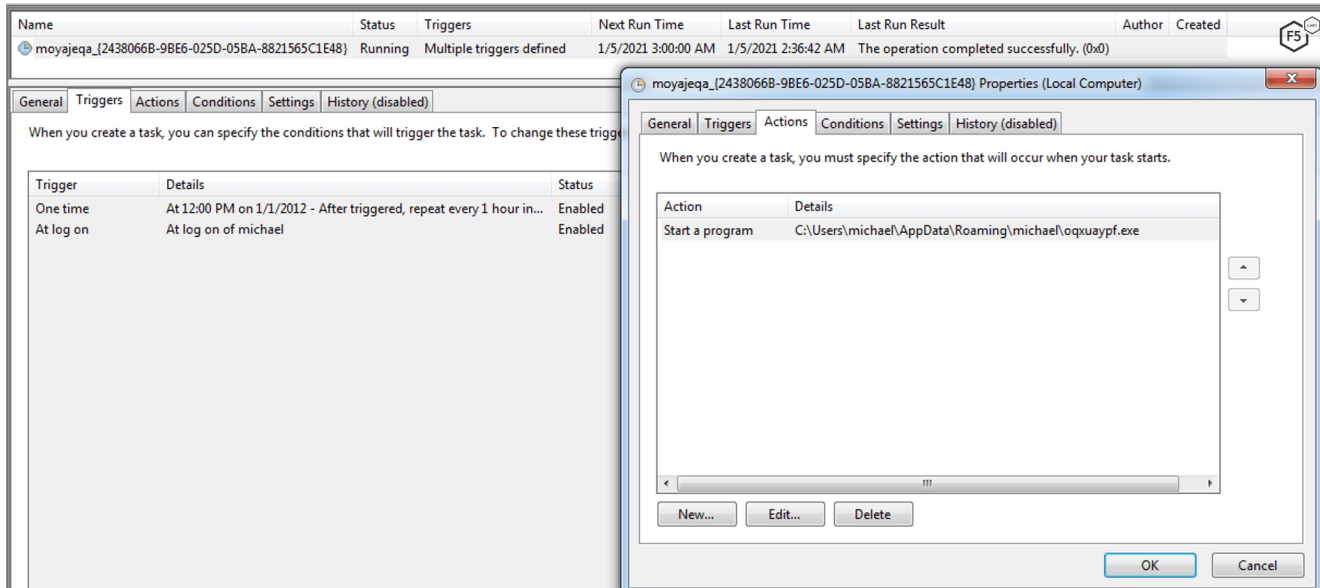 Name Status Triggers Next Run Time Last Run Time Last Run Result Author Created
moyajeqa_{2438066B-9BE6-025D-05BA-8821565C1E48} Running Multiple triggers defined 1/5/2021 3:00:00 AM 1/5/2021 2:36:42 AM The operation completed successfully. (0x0)
F5 LABS
General Triggers Actions Conditions Settings History (disabled)
When you create a task, you can specify the conditions that will trigger the task. To change these trigge
Trigger Details Status
One time At 12:00 PM on 1/1/2012 - After triggered, repeat every 1 hour in... Enabled
At log on At log on of michael Enabled
moyajeqa_{2438066B-9BE6-025D-05BA-8821565C1E48} Properties (Local Computer)
General Triggers Actions Conditions Settings History (disabled)
When you create a task, you must specify the action that will occur when your task starts.
Action Details
Start a program C:\Users\michael\AppData\Roaming\michael\oqxuaypf.exe
New... Edit... Delete
OK Cancel